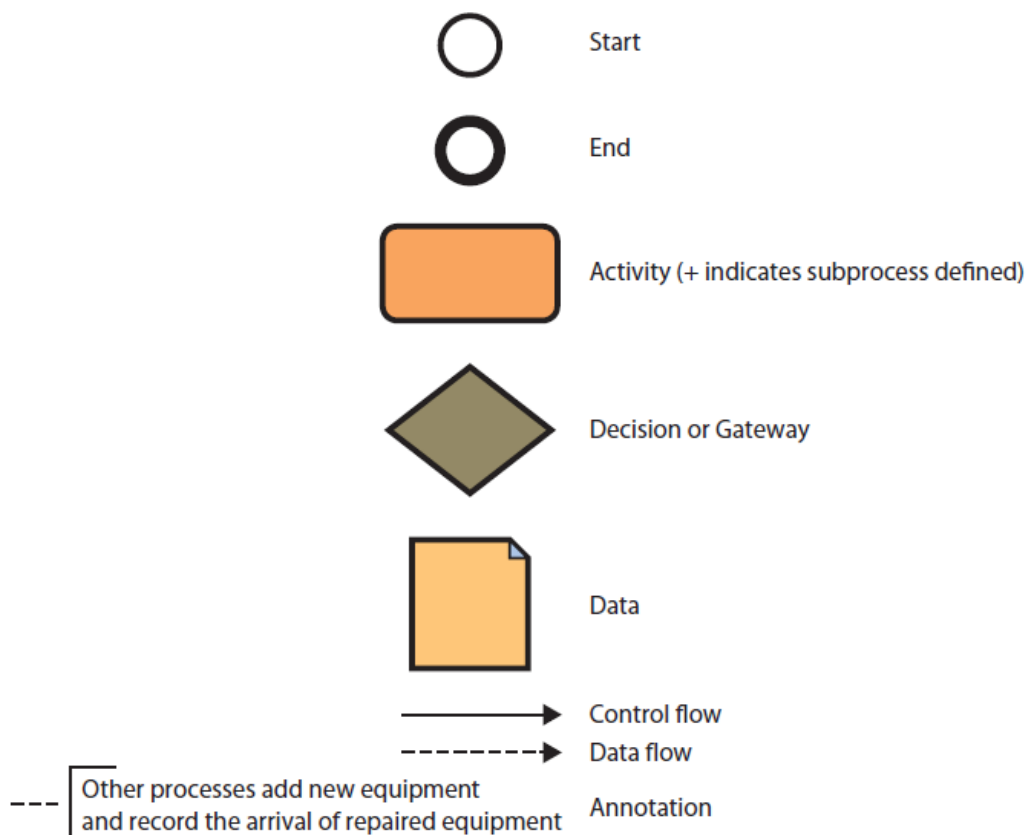 Start
End
Activity (+ indicates subprocess defined)
Decision or Gateway
Data
Control flow
Data flow
Other processes add new equipment
and record the arrival of repaired equipment
Annotation